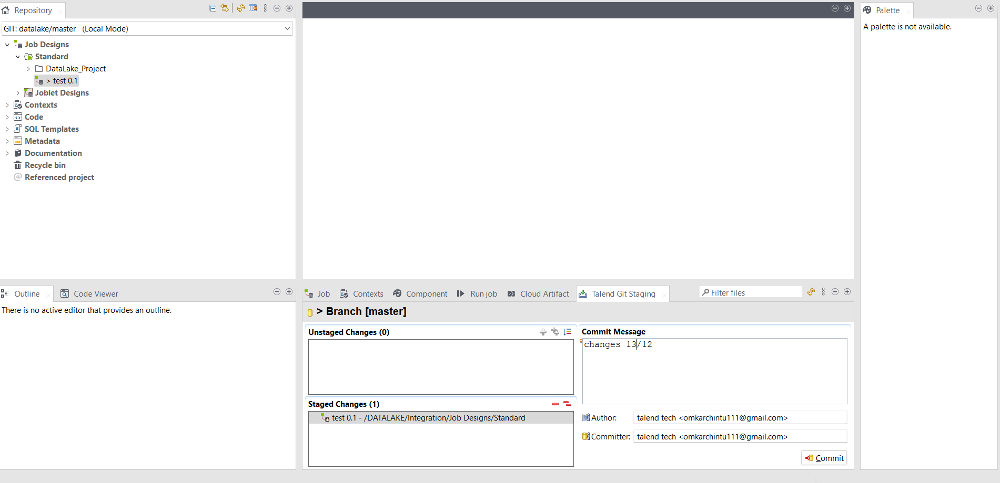 Repository
GIT: datalake/master (Local Mode)
Job Designs
Standard
DataLake_Project
> test 0.1
Joblet Designs
Contexts
Code
SQL Templates
Metadata
Documentation
Recycle bin
Referenced project
Palette
A palette is not available.
Outline
Code Viewer
There is no active editor that provides an outline.
Job
Contexts
Component
Run job
Cloud Artifact
Talend Git Staging
Filter files
> Branch [master]
Unstaged Changes (0)
Staged Changes (1)
test 0.1 - /DATALAKE/Integration/Job Designs/Standard
Commit Message
changes 13/12
Author: talend tech <omkarchintu111@gmail.com>
Committer: talend tech <omkarchintu111@gmail.com>
Commit